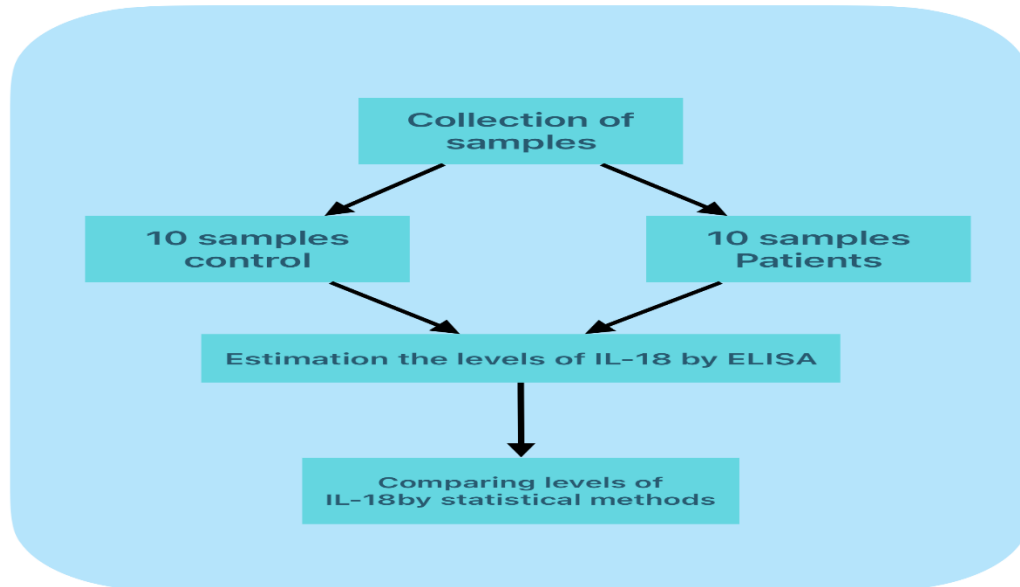 Collection of
samples
10 samples
control
10 samples
Patients
Estimation the levels of IL-18 by ELISA
Comparing levels of
IL-18by statistical methods